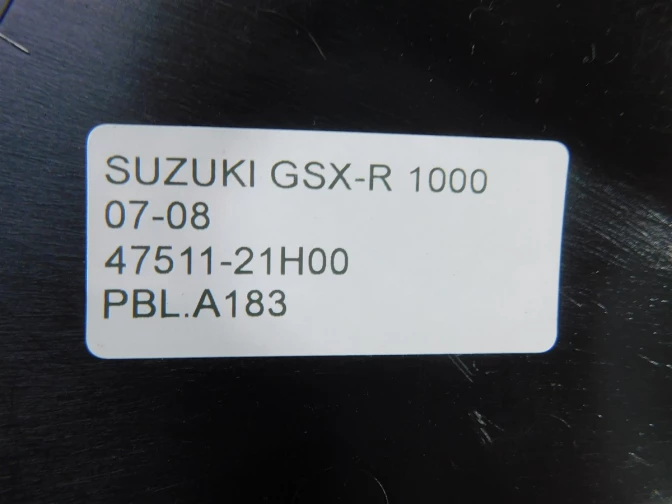 SUZUKI GSX-R 1000
07-08
47511-21H00
PBL.A183